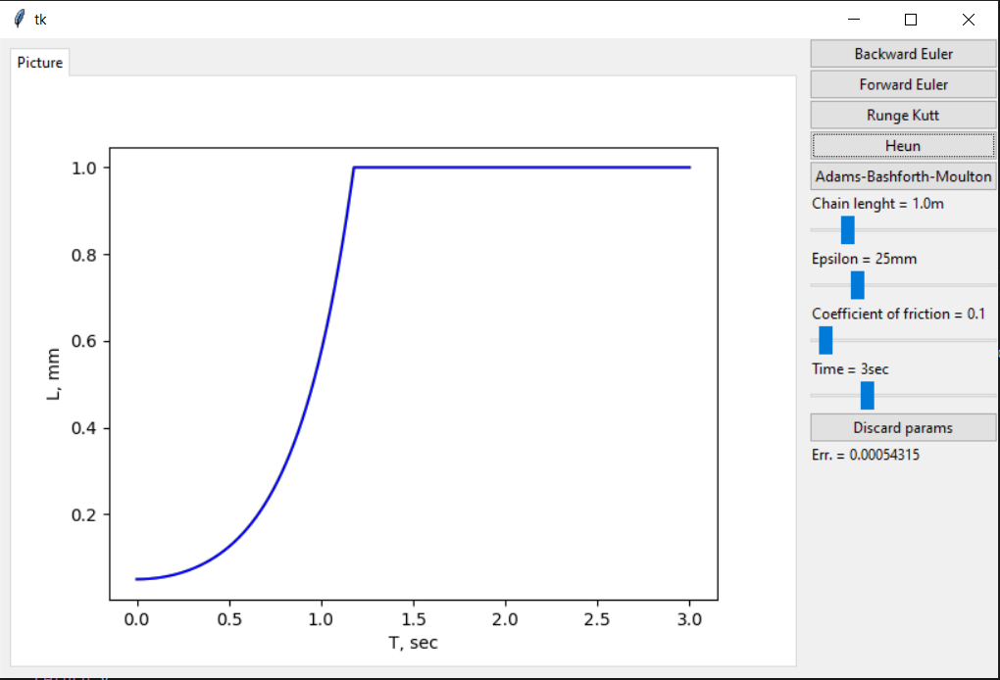 tk
Picture
1.0
0.8
0.6
0.4
0.2
L, mm
0.0 0.5 1.0 1.5 2.0 2.5 3.0
T, sec
Backward Euler
Forward Euler
Runge Kutt
Heun
Adams-Bashforth-Moulton
Chain lenght = 1.0m
Epsilon = 25mm
Coefficient of friction = 0.1
Time = 3sec
Discard params
Err. = 0.00054315